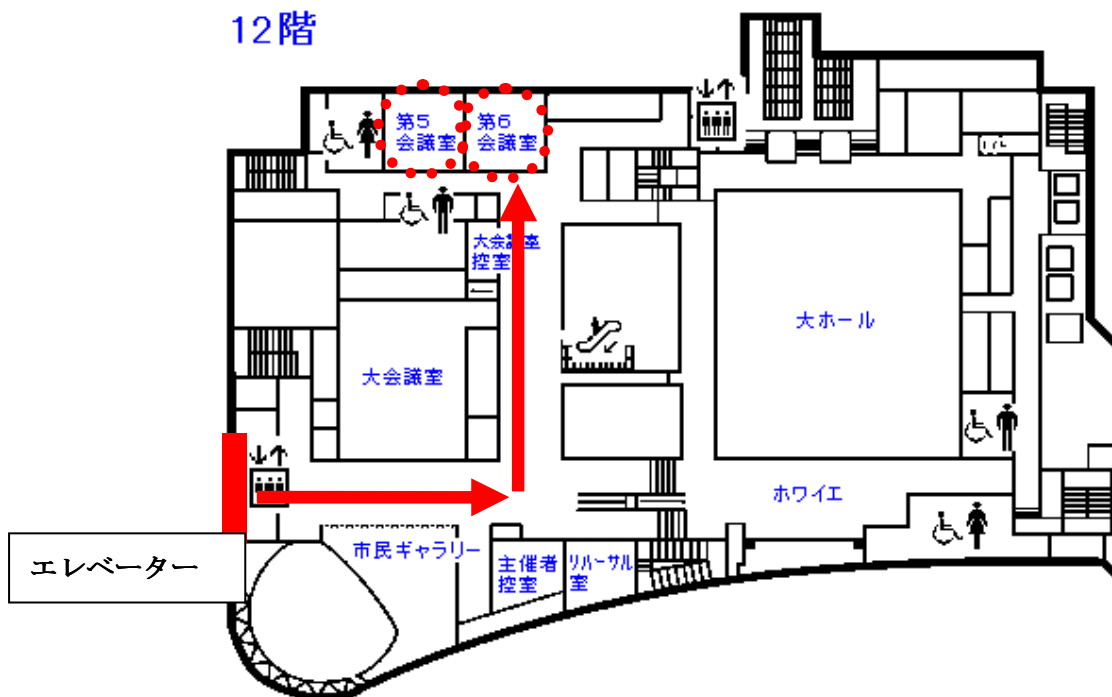 12階
第5
会議室
第6
会議室
大会議室
控室
大ホール
大会議室
ホワイエ
エレベーター
市民ギャラリー
主催者
控室
リハーサル
室